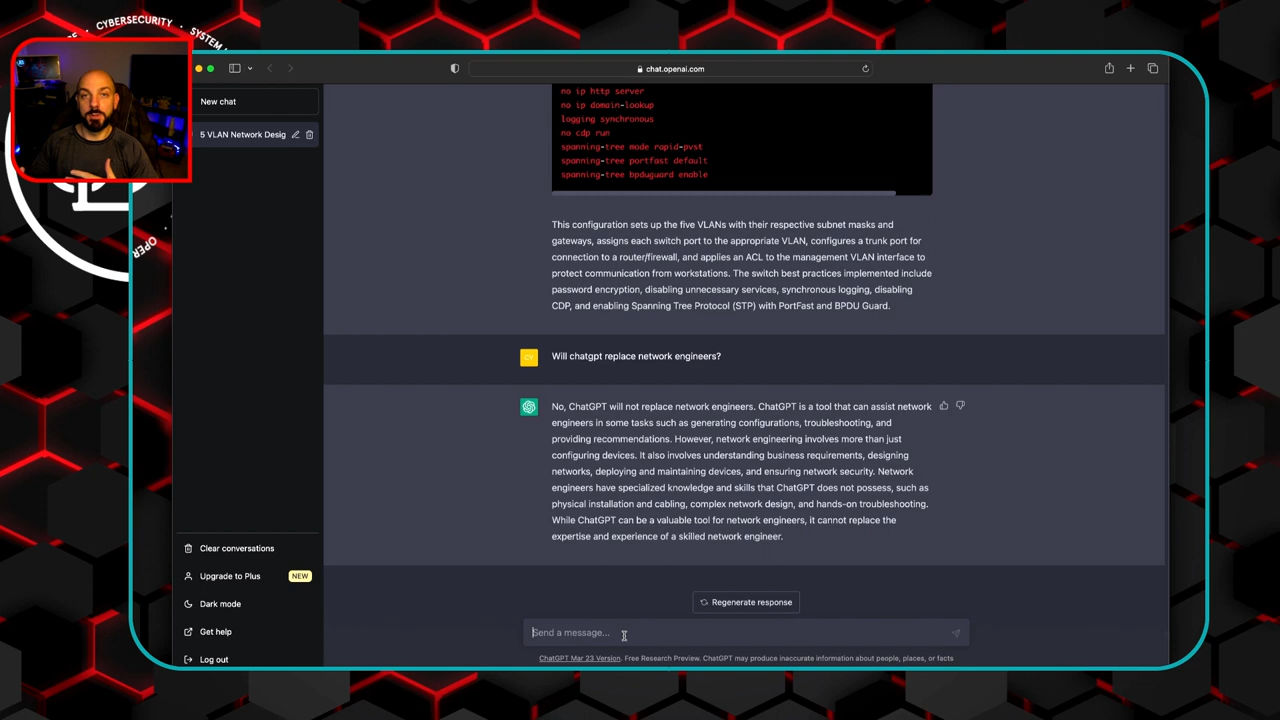 CYBERSECURITY
chat.openai.com
New chat
5 VLAN Network Desig
no ip http server
no ip domain-lookup
logging synchronous
no cdp run
spanning-tree mode rapid-pvst
spanning-tree portfast default
spanning-tree bpduguard enable
This configuration sets up the five VLANs with their respective subnet masks and
gateways, assigns each switch port to the appropriate VLAN, configures a trunk port for
connection to a router/firewall, and applies an ACL to the management VLAN interface to
protect communication from workstations. The switch best practices implemented include
password encryption, disabling unnecessary services, synchronous logging, disabling
CDP, and enabling Spanning Tree Protocol (STP) with PortFast and BPDU Guard.
CY
Will chatgpt replace network engineers?
No, ChatGPT will not replace network engineers. ChatGPT is a tool that can assist network
engineers in some tasks such as generating configurations, troubleshooting, and
providing recommendations. However, network engineering involves more than just
configuring devices. It also involves understanding business requirements, designing
networks, deploying and maintaining devices, and ensuring network security. Network
engineers have specialized knowledge and skills that ChatGPT does not possess, such as
physical installation and cabling, complex network design, and hands-on troubleshooting.
While ChatGPT can be a valuable tool for network engineers, it cannot replace the
expertise and experience of a skilled network engineer.
Clear conversations
Upgrade to Plus NEW
Dark mode
Get help
Log out
Regenerate response
Send a message...
ChatGPT Mar 23 Version. Free Research Preview. ChatGPT may produce inaccurate information about people, places, or facts